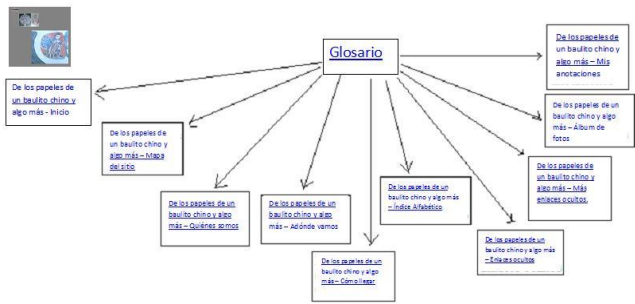 Glosario
De los papeles de
un baulito chino y
algo más - Inicio
De los papeles de
un baulito chino y
algo más – Mapa
del sitio
De los papeles de un
baulito chino y algo
más – Quiénes somos
De los papeles de un
baulito chino y algo
más – Adónde vamos
De los papeles de un
baulito chino y algo
más – Cómo llegar
De los papeles de un
baulito chino y algo más
– Índice Alfabético
De los papeles de un
baulito chino y algo más
– Enlaces ocultos
De los papeles de
un baulito chino y
algo más – Más
enlaces ocultos.
De los papeles de un
baulito chino y algo
más – Álbum de
fotos
De los papeles de
un baulito chino y
algo más – Mis
anotaciones